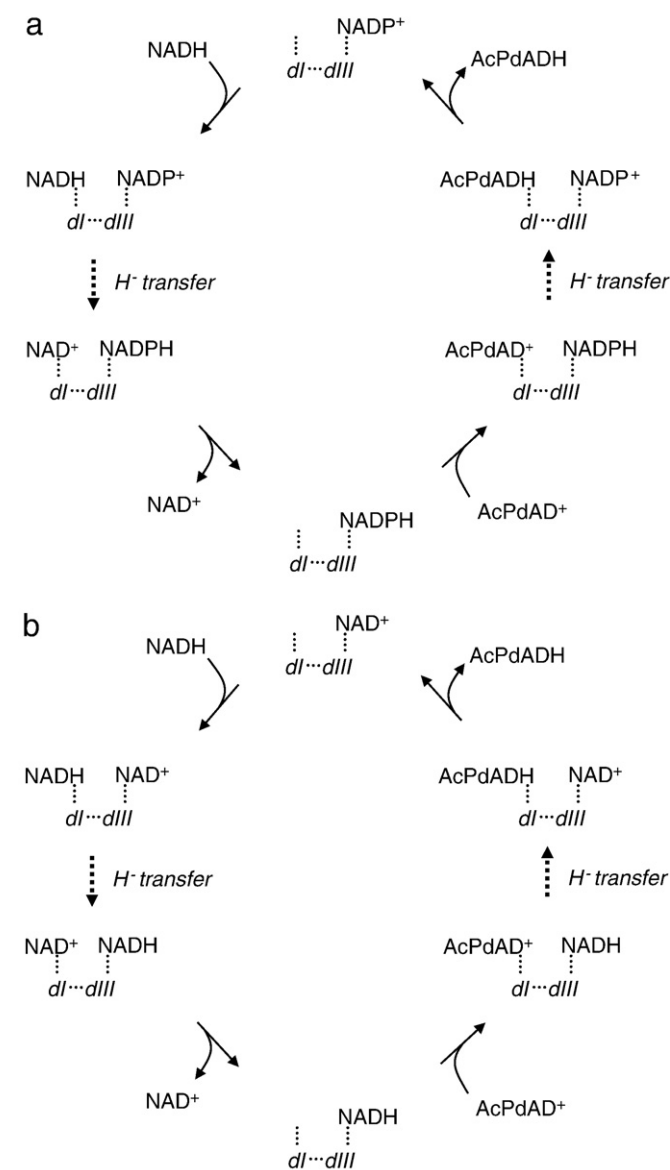 a
NADH
NADP⁺
dI···dIII
AcPdADH
NADH NADP⁺
dI···dIII
AcPdADH NADP⁺
dI···dIII
H⁻ transfer
H⁻ transfer
NAD⁺ NADPH
dI···dIII
AcPdAD⁺ NADPH
dI···dIII
NAD⁺
NADPH
dI···dIII
AcPdAD⁺
b
NADH
NAD⁺
dI···dIII
AcPdADH
NADH NAD⁺
dI···dIII
AcPdADH NAD⁺
dI···dIII
H⁻ transfer
H⁻ transfer
NAD⁺ NADH
dI···dIII
AcPdAD⁺ NADH
dI···dIII
NAD⁺
NADH
dI···dIII
AcPdAD⁺